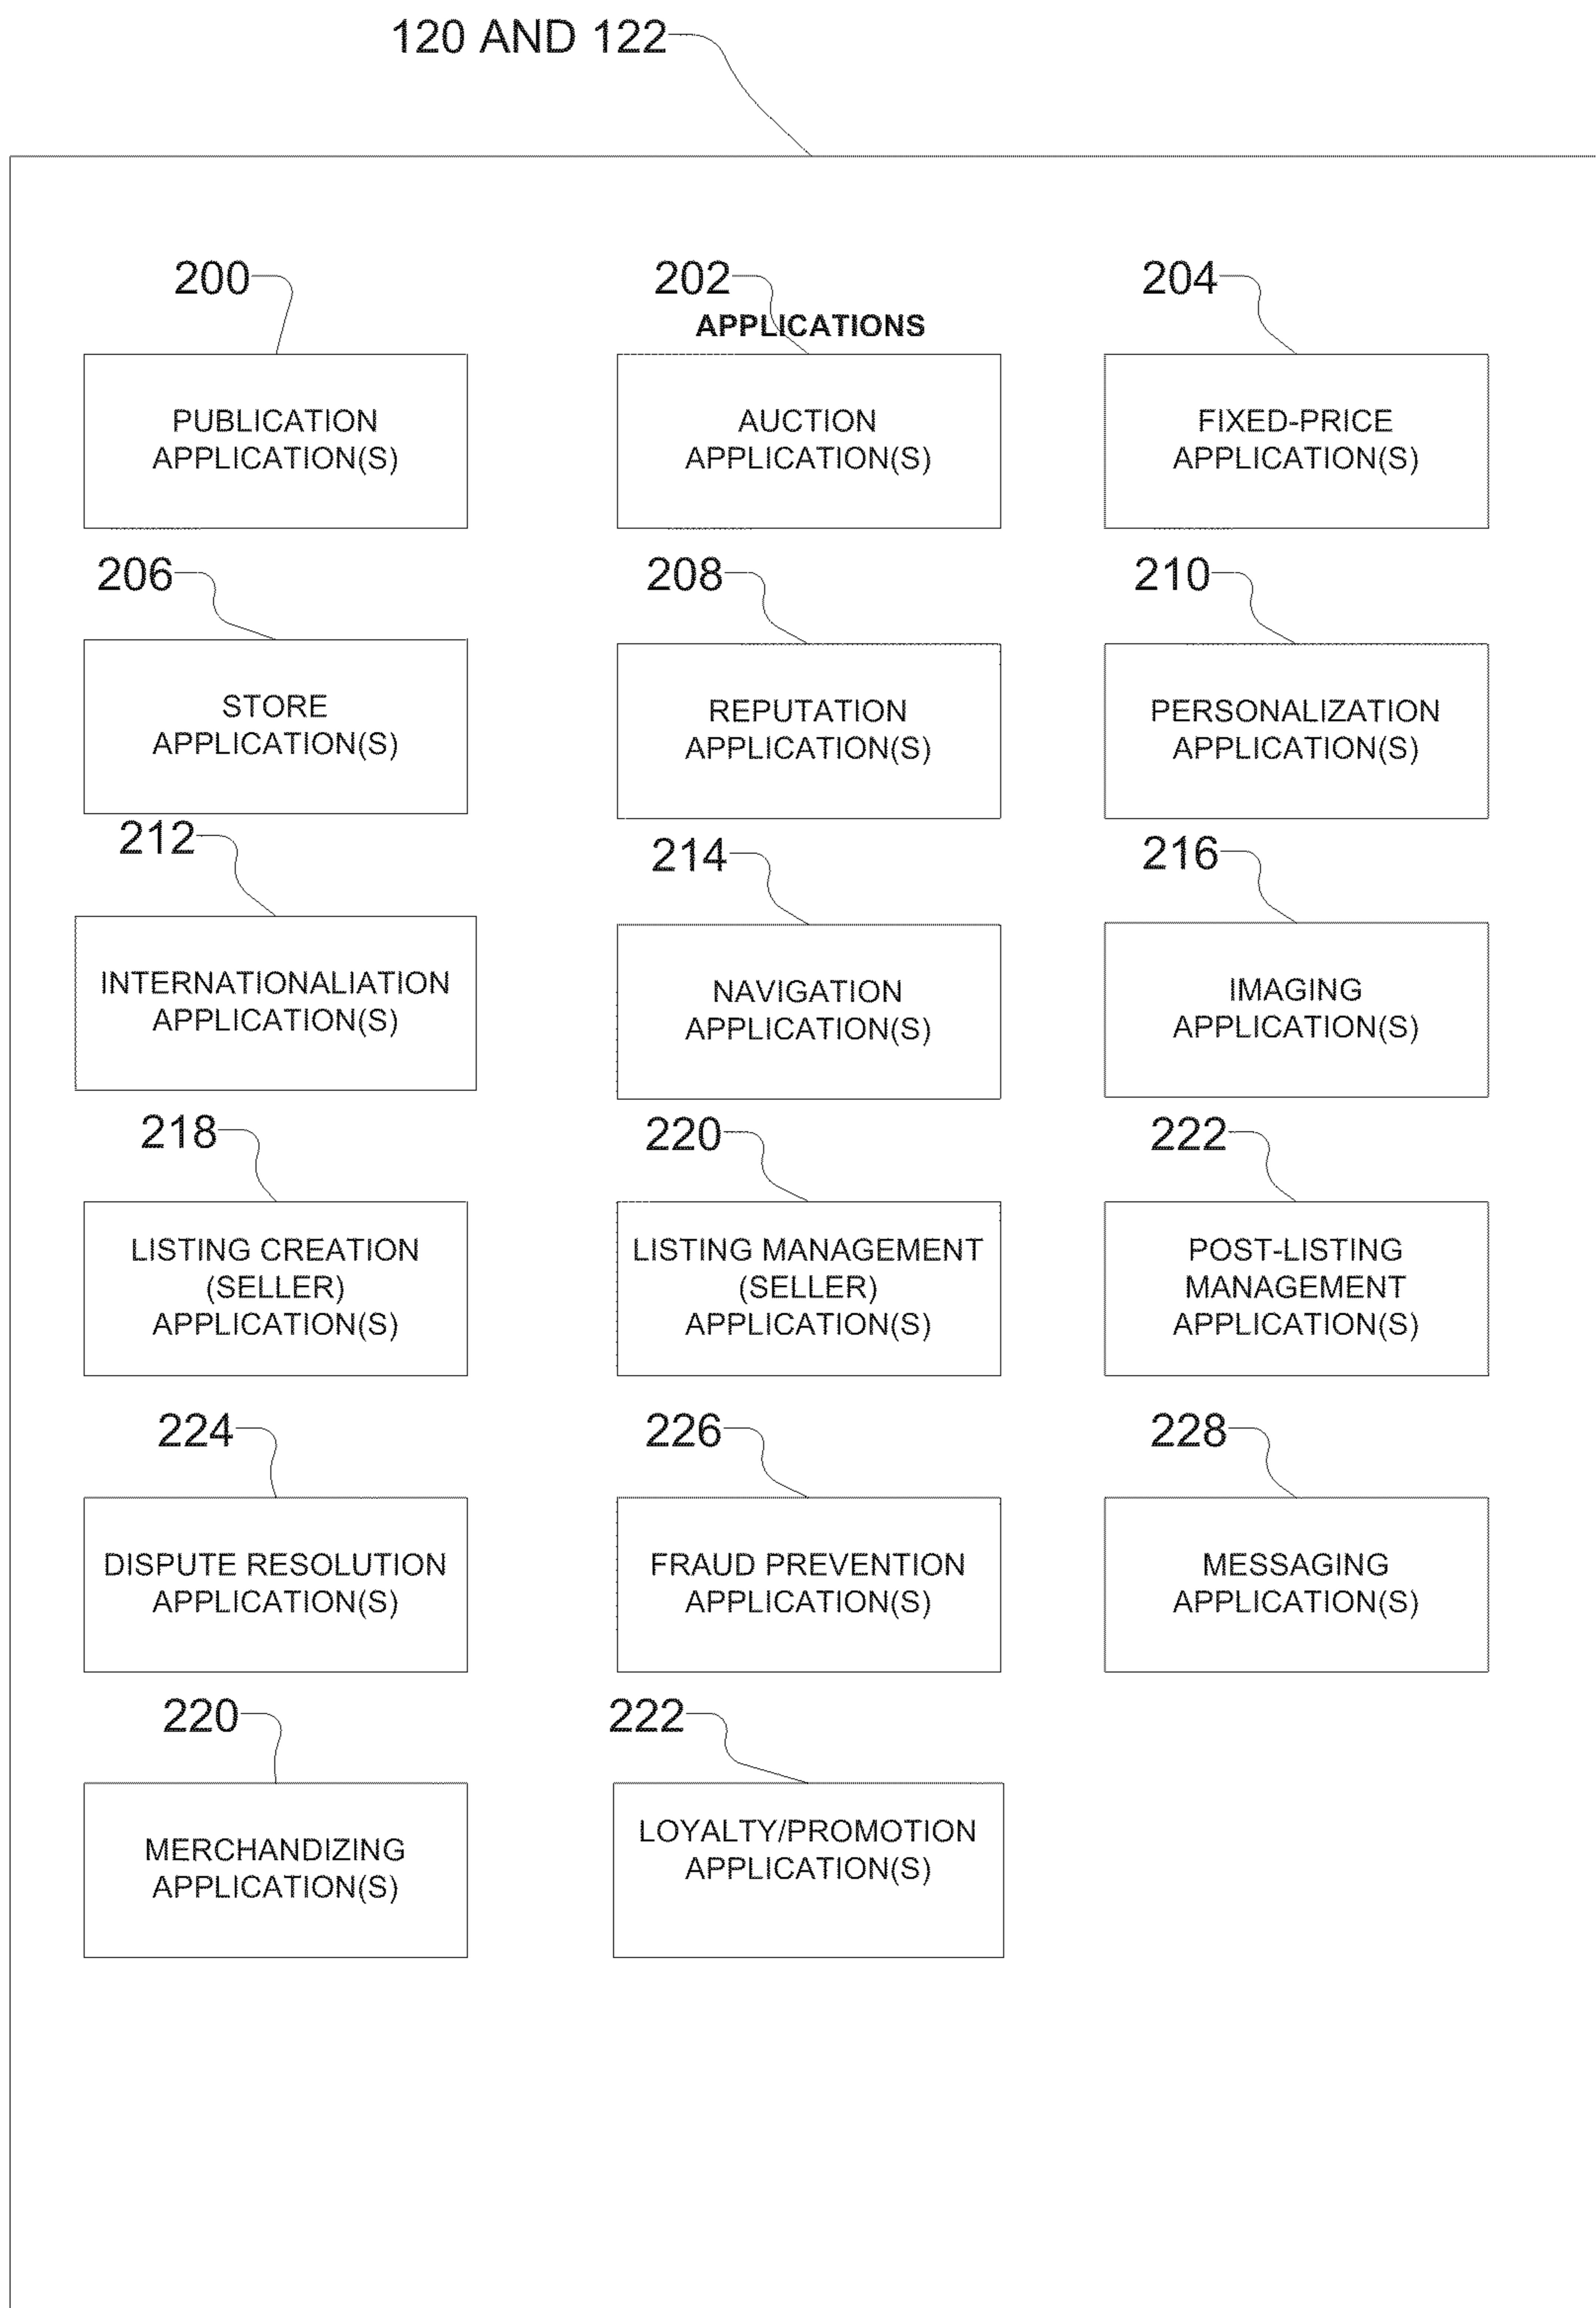 120 AND 122
200
202
204
APPLICATIONS
PUBLICATION
APPLICATION(S)
AUCTION
APPLICATION(S)
FIXED-PRICE
APPLICATION(S)
206
208
210
STORE
APPLICATION(S)
REPUTATION
APPLICATION(S)
PERSONALIZATION
APPLICATION(S)
212
214
216
INTERNATIONALIATION
APPLICATION(S)
NAVIGATION
APPLICATION(S)
IMAGING
APPLICATION(S)
218
220
222
LISTING CREATION
(SELLER)
APPLICATION(S)
LISTING MANAGEMENT
(SELLER)
APPLICATION(S)
POST-LISTING
MANAGEMENT
APPLICATION(S)
224
226
228
DISPUTE RESOLUTION
APPLICATION(S)
FRAUD PREVENTION
APPLICATION(S)
MESSAGING
APPLICATION(S)
220
222
MERCHANDIZING
APPLICATION(S)
LOYALTY/PROMOTION
APPLICATION(S)